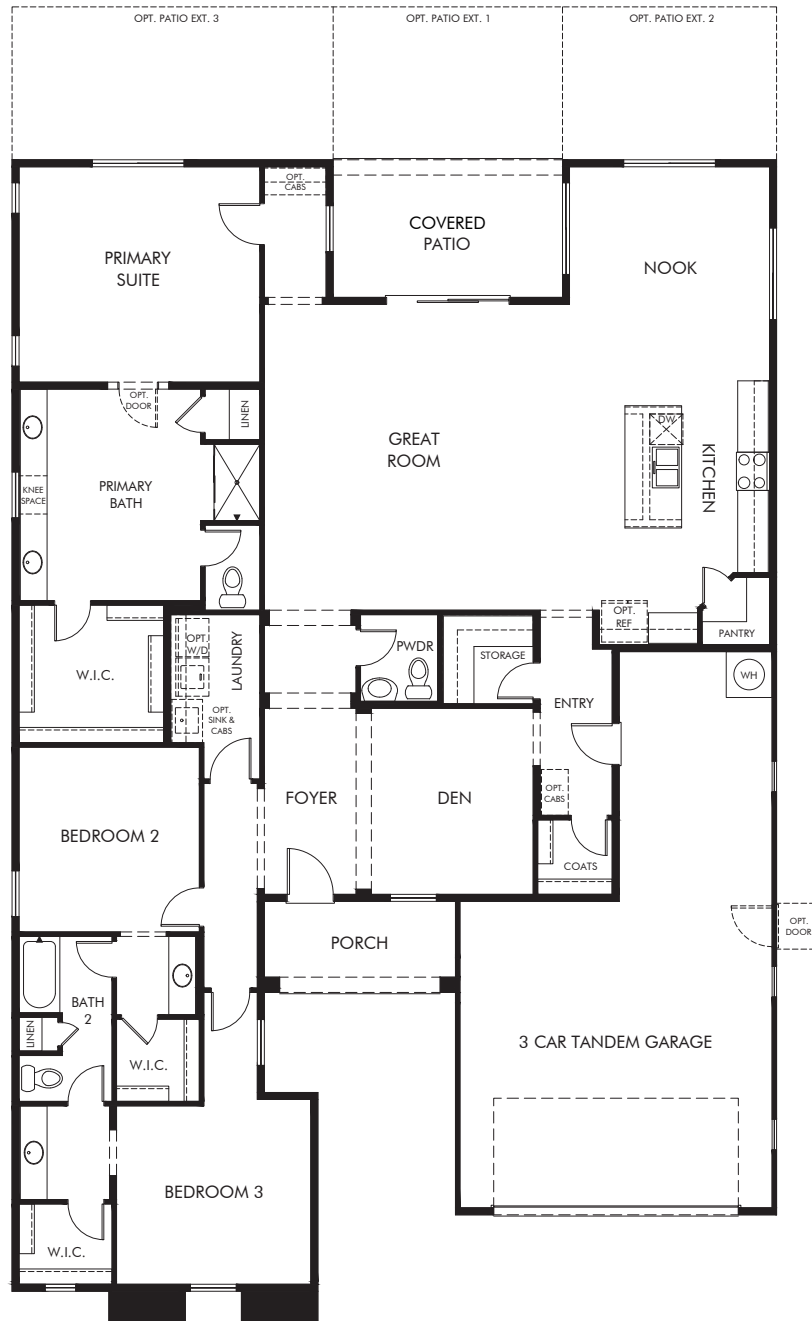 OPT. PATIO EXT. 3
OPT. PATIO EXT. 1
OPT. PATIO EXT. 2
OPT.
CABS
COVERED
PATIO
PRIMARY
SUITE
NOOK
OPT.
DOOR
LINEN
DW
GREAT
ROOM
KITCHEN
PRIMARY
BATH
KNEE
SPACE
OPT.
REF
PANTRY
OPT.
W/D
LAUNDRY
PWDR
STORAGE
W.I.C.
WH
ENTRY
OPT.
SINK &
CABS
FOYER
DEN
OPT.
CABS
BEDROOM 2
COATS
OPT.
DOOR
PORCH
BATH
2
LINEN
W.I.C.
3 CAR TANDEM GARAGE
BEDROOM 3
W.I.C.